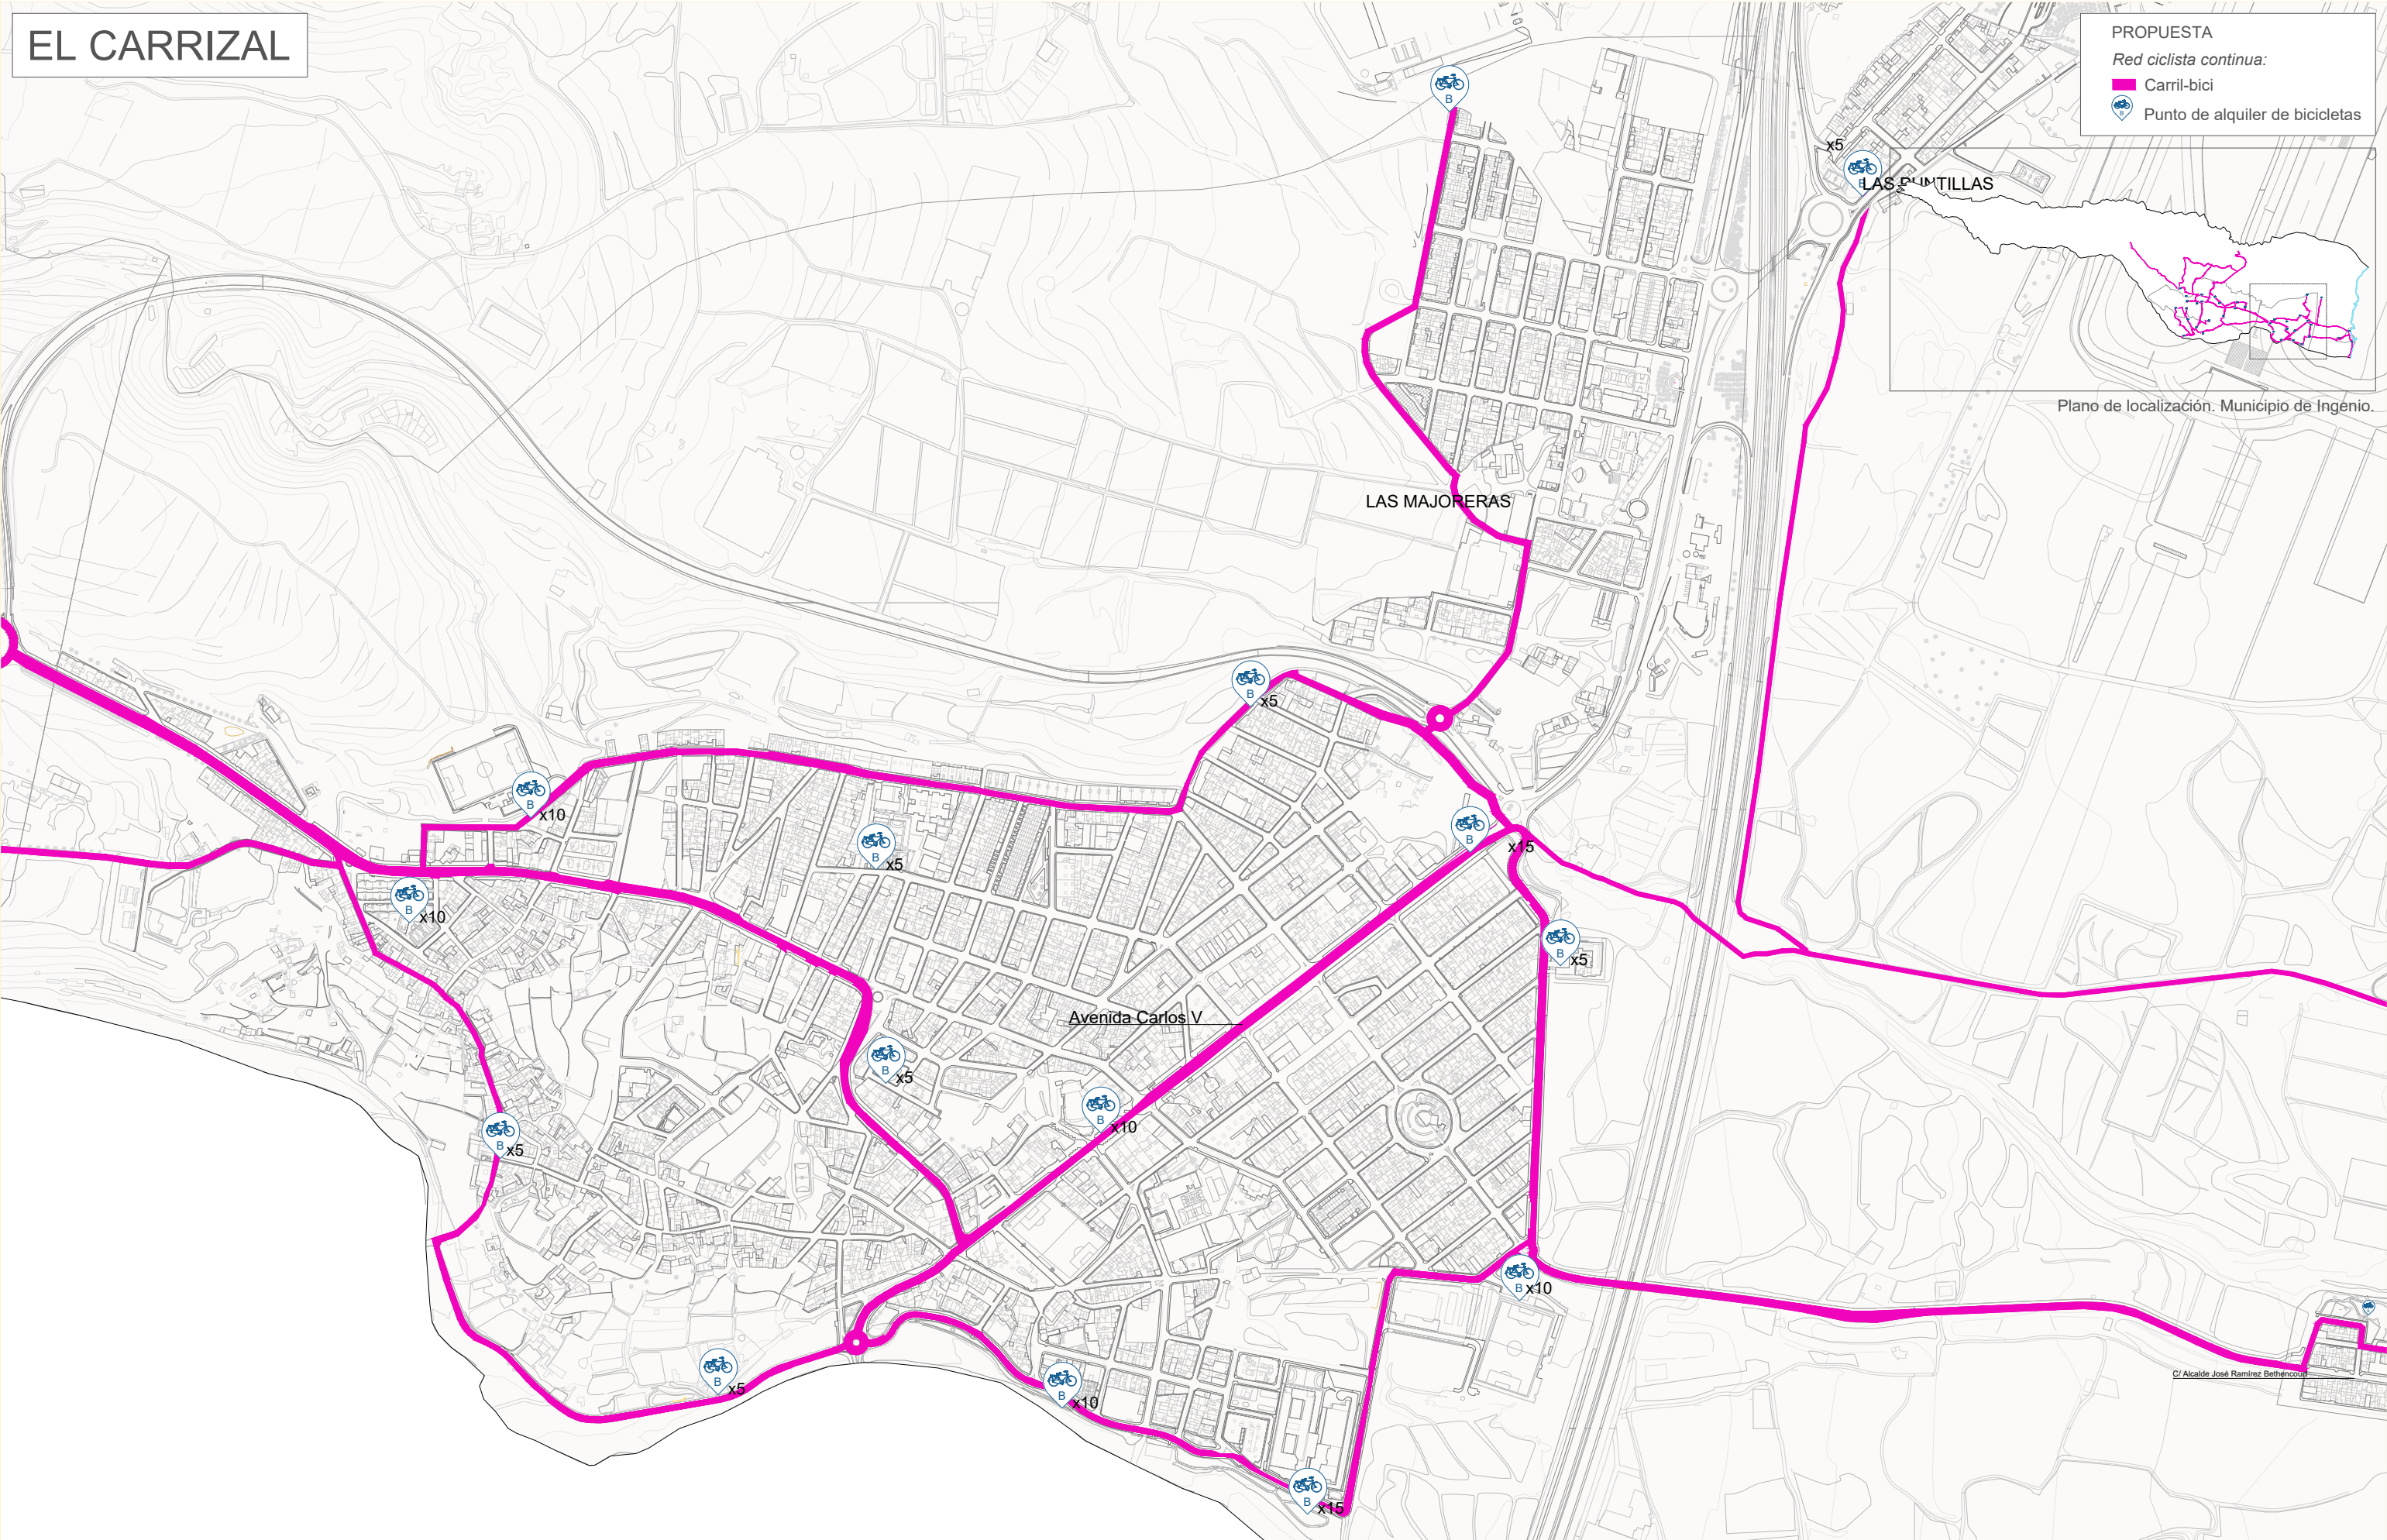 EL CARRIZAL
PROPUESTA
Red ciclista continua:
Carril-bici
B
Punto de alquiler de bicicletas
B
x5
B
LAS PUNTILLAS
Plano de localización. Municipio de Ingenio.
LAS MAJORERAS
B
x5
B
x10
B
x15
B
x5
B
x10
B
x5
Avenida Carlos V
B
x5
B
x10
B
x5
B
x10
B
x5
B
x10
C/ Alcalde José Ramírez Bethencourt
B
x15